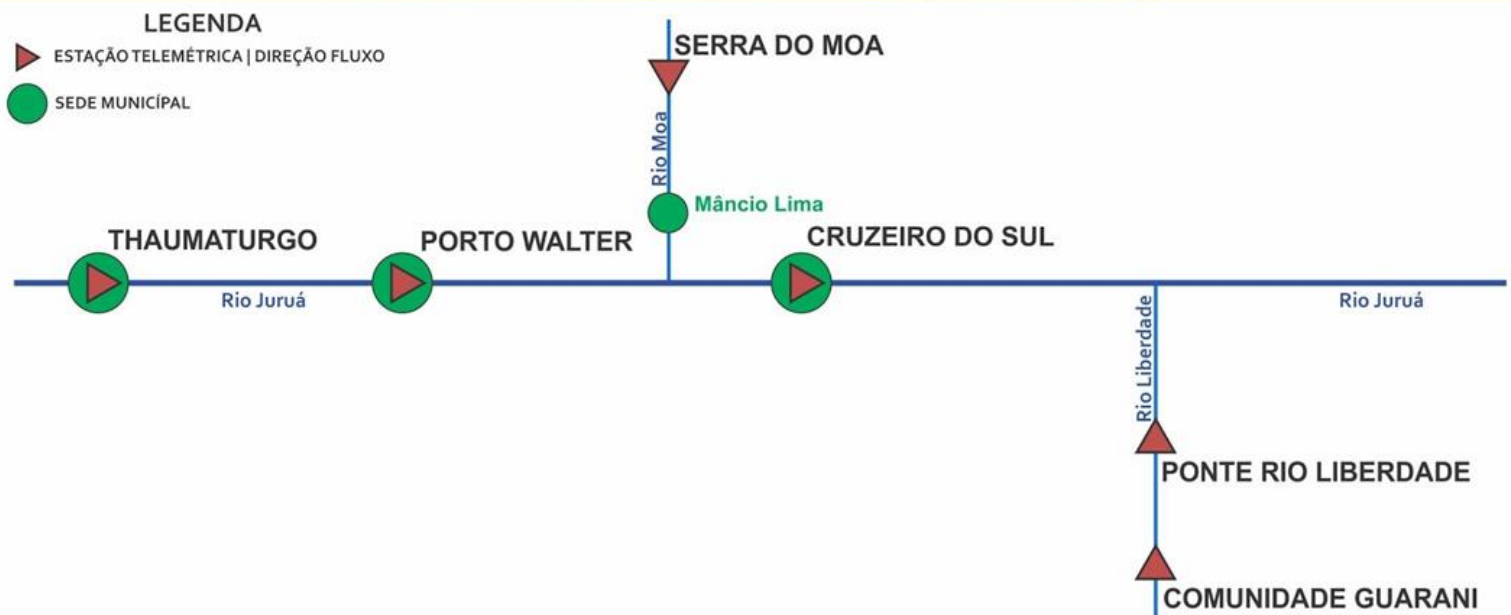 LEGENDA
ESTAÇÃO TELEMÉTRICA | DIREÇÃO FLUXO
SEDE MUNICÍPAL
SERRA DO MOA
Rio Moa
Mâncio Lima
THAUMATURGO
PORTO WALTER
CRUZEIRO DO SUL
Rio Juruá
Rio Juruá
Rio Liberdade
PONTE RIO LIBERDADE
COMUNIDADE GUARANI